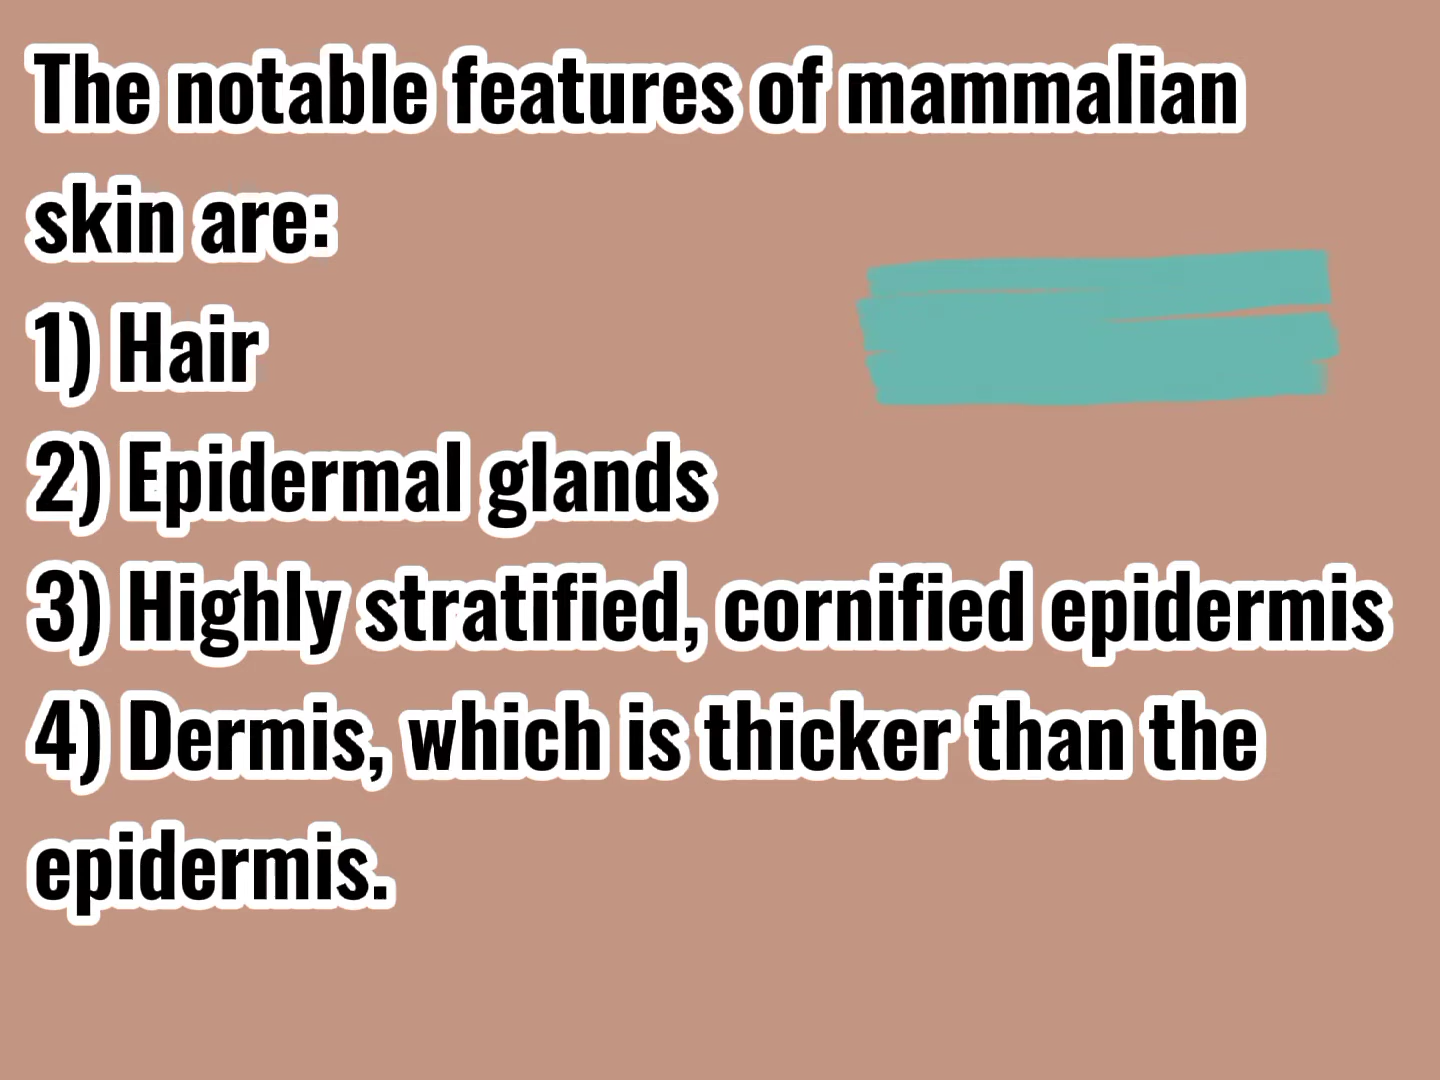 The notable features of mammalian
skin are:
1) Hair
2) Epidermal glands
3) Highly stratified, cornified epidermis
4) Dermis, which is thicker than the
epidermis.